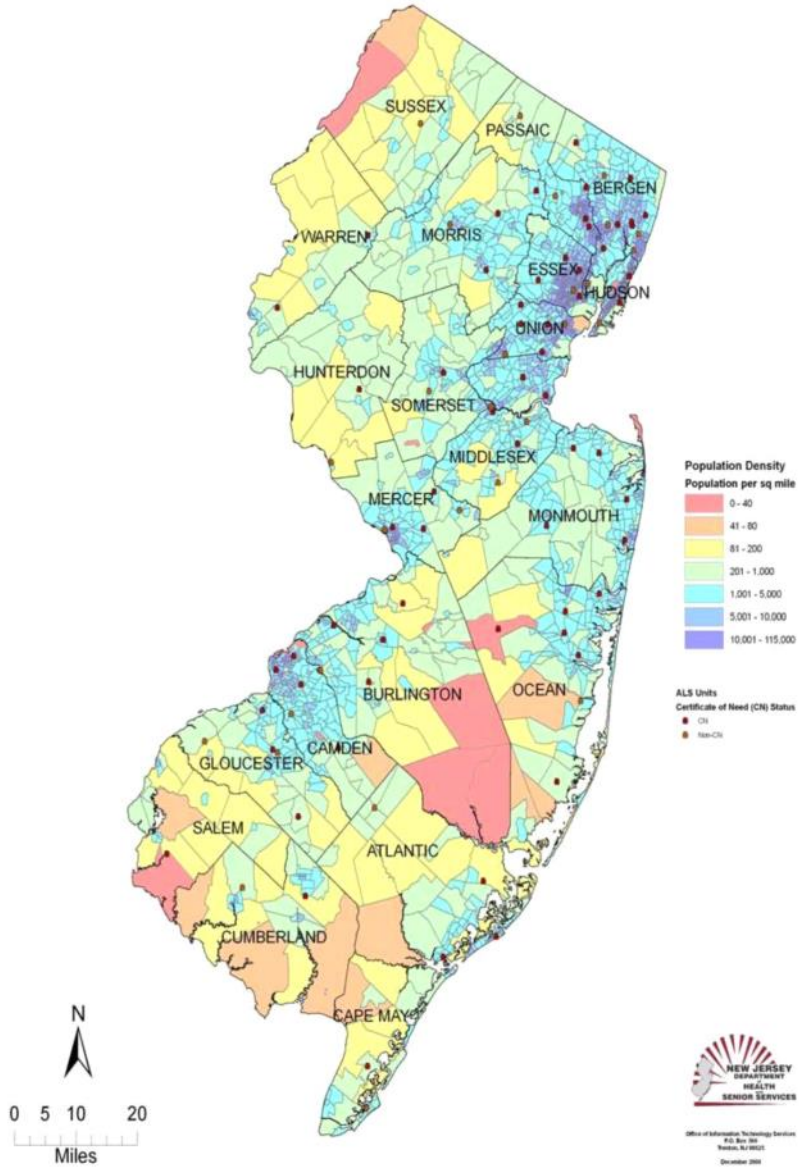 SUSSEX
PASSAIC
BERGEN
WARREN
MORRIS
ESSEX
HUDSON
UNION
HUNTERDON
SOMERSET
MIDDLESEX
MERCER
MONMOUTH
Population Density
Population per sq mile
0 - 40
41 - 80
81 - 200
201 - 1,000
1,001 - 5,000
5,001 - 10,000
10,001 - 115,000
ALS Units
Certificate of Need (CN) Status
CN
Non-CN
BURLINGTON
OCEAN
CAMDEN
GLOUCESTER
SALEM
ATLANTIC
CUMBERLAND
CAPE MAY
N
0 5 10 20
Miles
NEW JERSEY
DEPARTMENT
of
HEALTH
SENIOR SERVICES
Office of Information Technology Services
P.O. Box 360
Trenton, NJ 08625